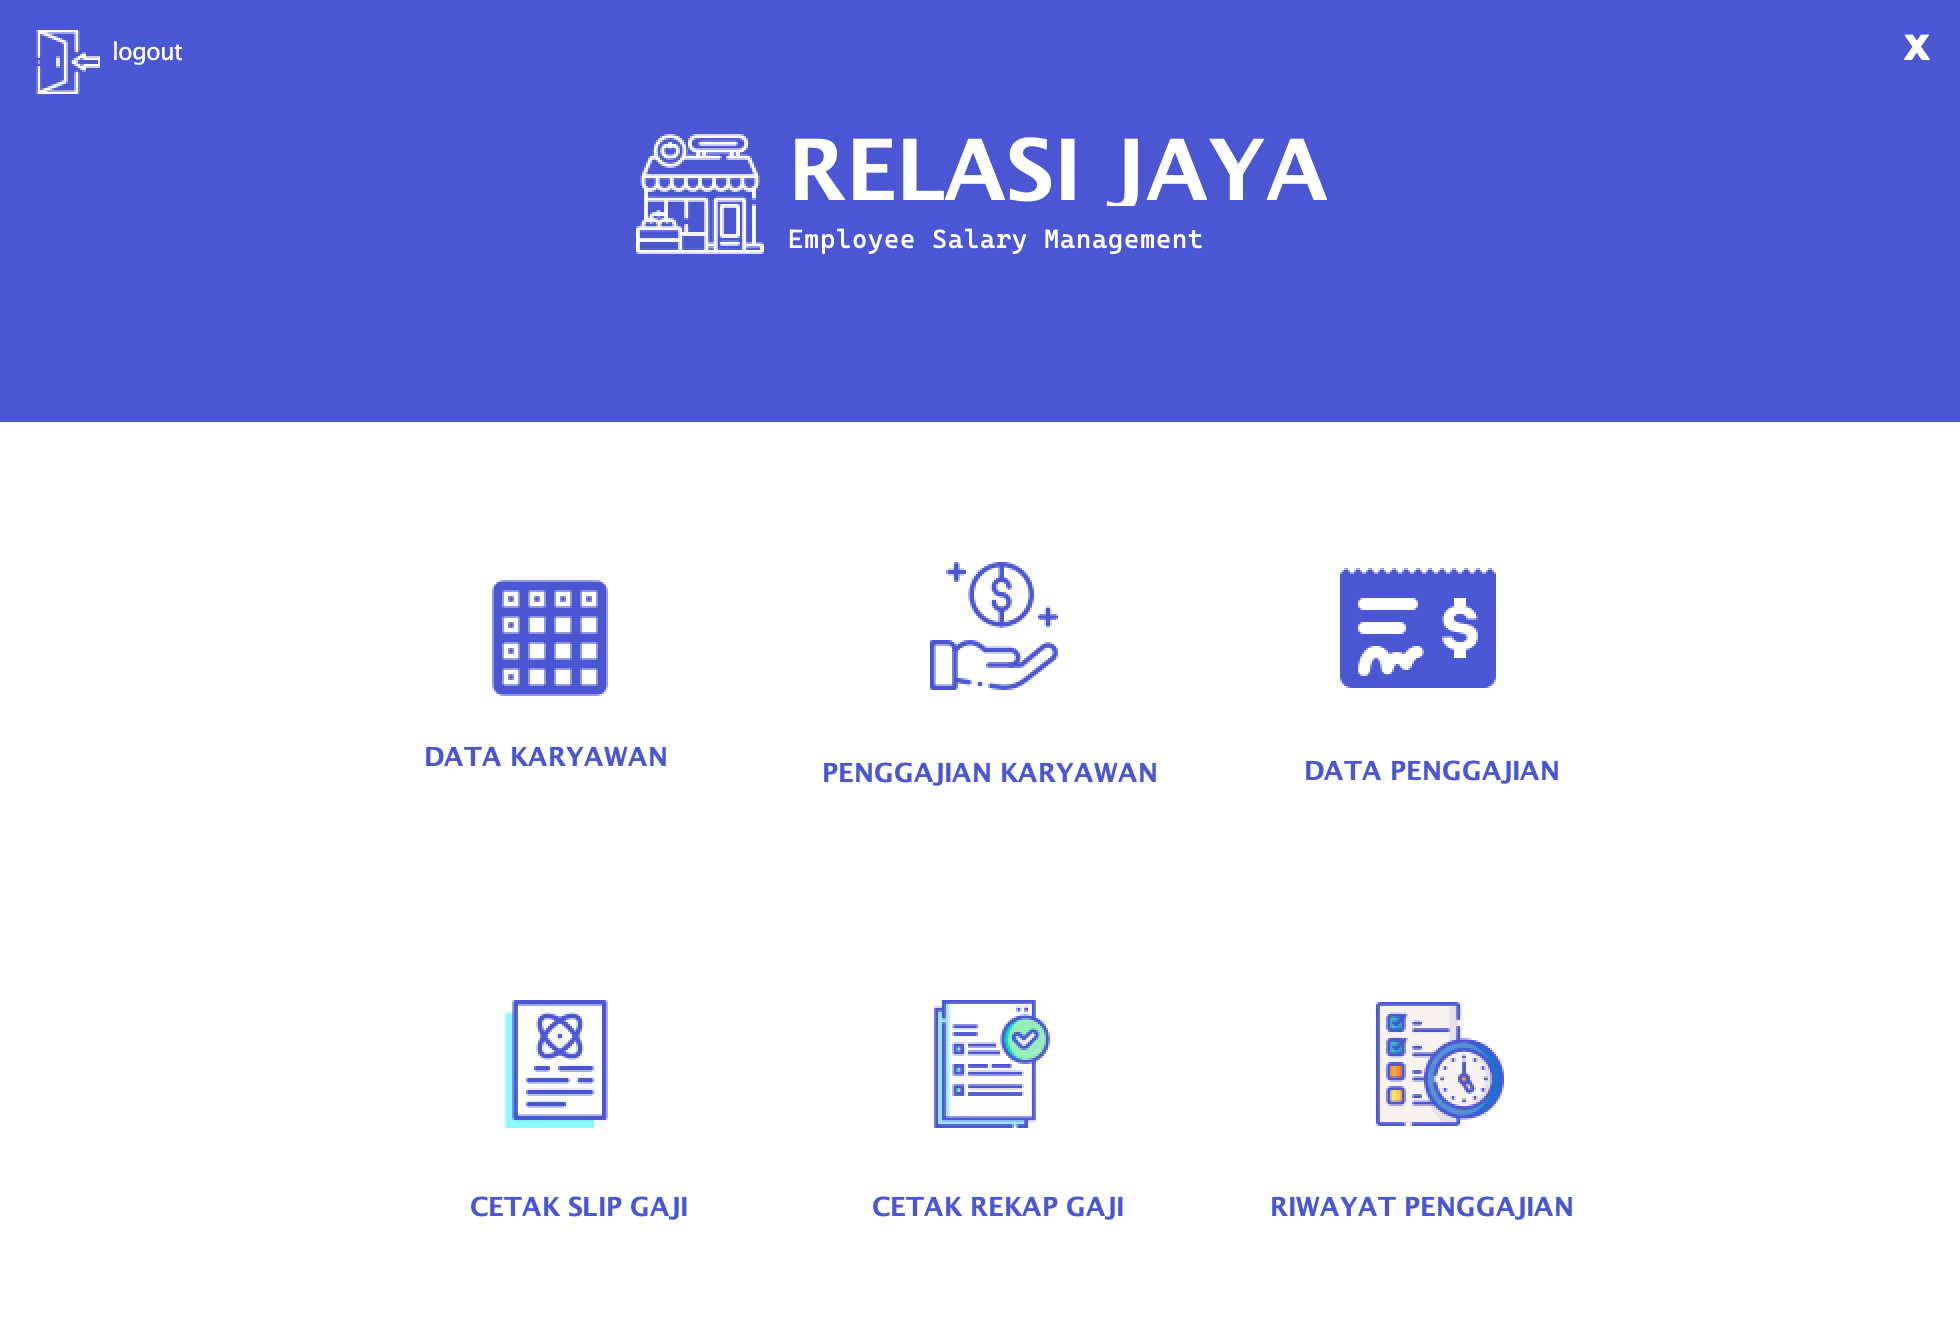 logout
X
RELASI JAYA
Employee Salary Management
DATA KARYAWAN
PENGGAJIAN KARYAWAN
DATA PENGGAJIAN
CETAK SLIP GAJI
CETAK REKAP GAJI
RIWAYAT PENGGAJIAN